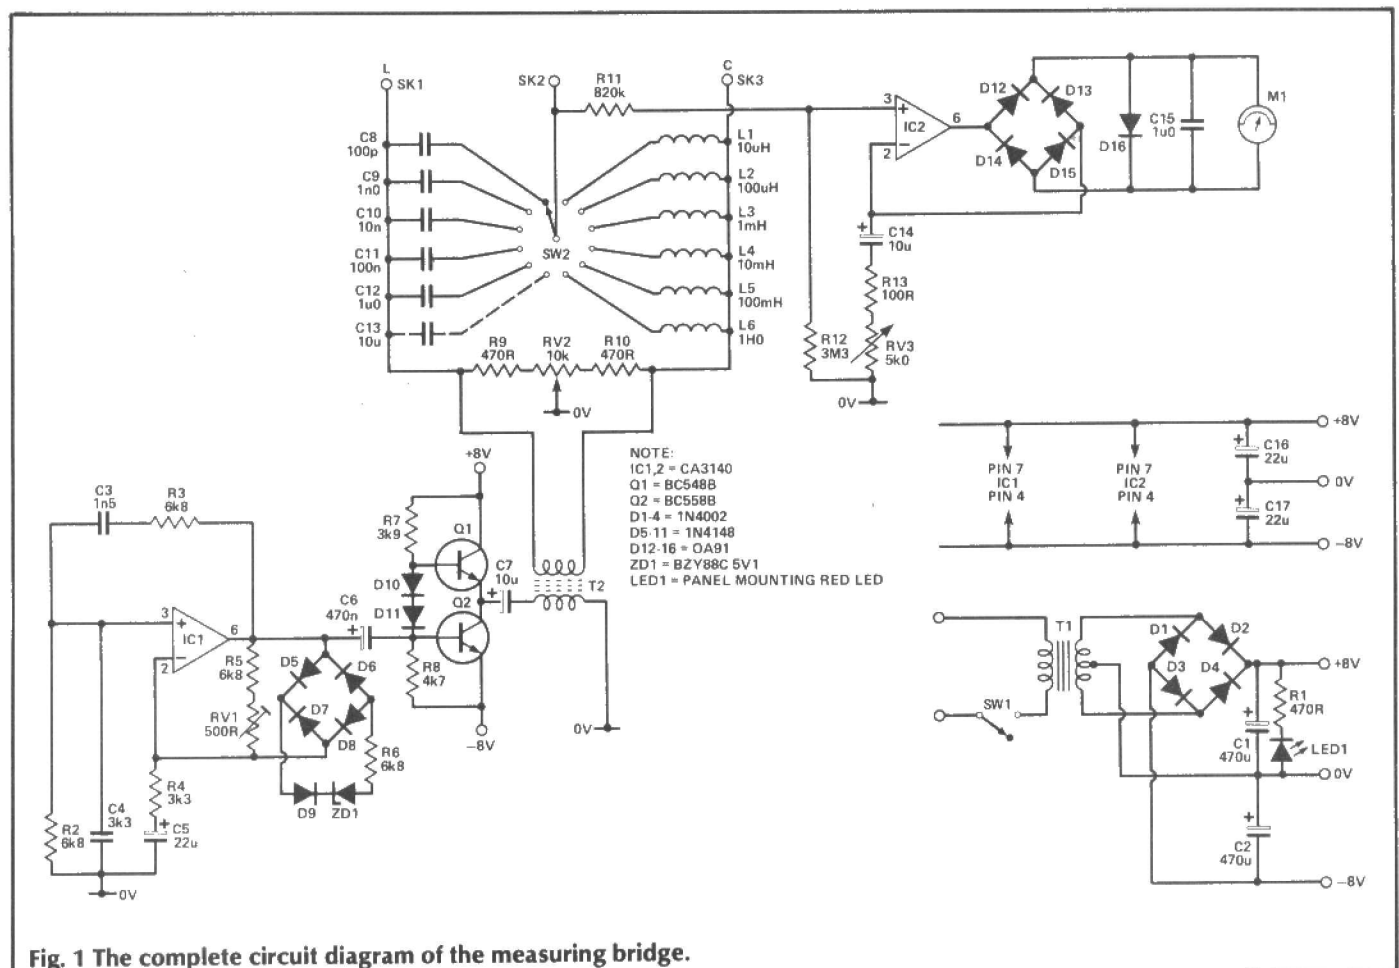 L
SK1
SK2
R11
820k
C
SK3
C8
100p
C9
1n0
C10
10n
C11
100n
C12
1u0
C13
10u
SW2
L1
10uH
L2
100uH
L3
1mH
L4
10mH
L5
100mH
L6
1H0
R9
470R
RV2
10k
R10
470R
0V
3
+
IC2
6
−
2
D12
D13
D14
D15
D16
C15
1u0
M1
+
C14
10u
R13
100R
R12
3M3
RV3
5k0
0V
NOTE:
IC1,2 = CA3140
Q1 = BC548B
Q2 = BC558B
D1-4 = 1N4002
D5-11 = 1N4148
D12-16 = OA91
ZD1 = BZY88C 5V1
LED1 = PANEL MOUNTING RED LED
PIN 7
IC1
PIN 4
PIN 7
IC2
PIN 4
+
C16
22u
+
C17
22u
+8V
0V
−8V
C3
1n5
R3
6k8
3
+
IC1
6
−
2
R5
6k8
RV1
500R
R4
3k3
+
C5
22u
C4
3k3
R2
6k8
0V
D5
D6
D7
D8
R6
6k8
D9
ZD1
C6
470n
+
R7
3k9
D10
D11
R8
4k7
Q1
Q2
+8V
−8V
C7
10u
+
T2
0V
T1
SW1
D1
D2
D3
D4
+8V
R1
470R
LED1
+
C1
470u
0V
+
C2
470u
−8V
Fig. 1 The complete circuit diagram of the measuring bridge.